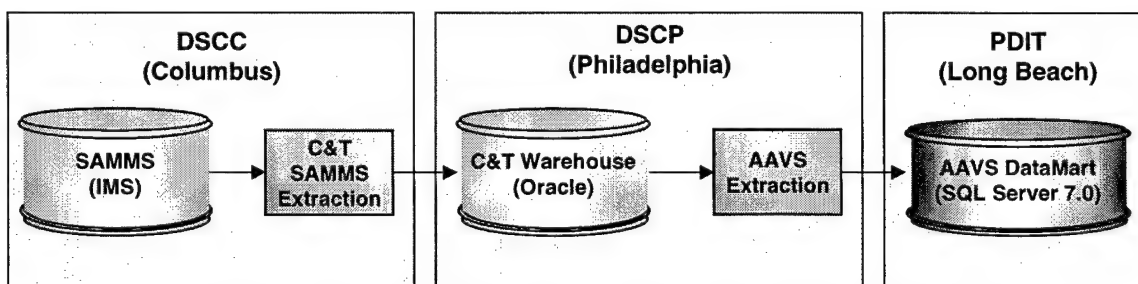 DSCC
(Columbus)
SAMMS
(IMS)
C&T
SAMMS
Extraction
DSCP
(Philadelphia)
C&T Warehouse
(Oracle)
AAVS
Extraction
PDIT
(Long Beach)
AAVS DataMart
(SQL Server 7.0)